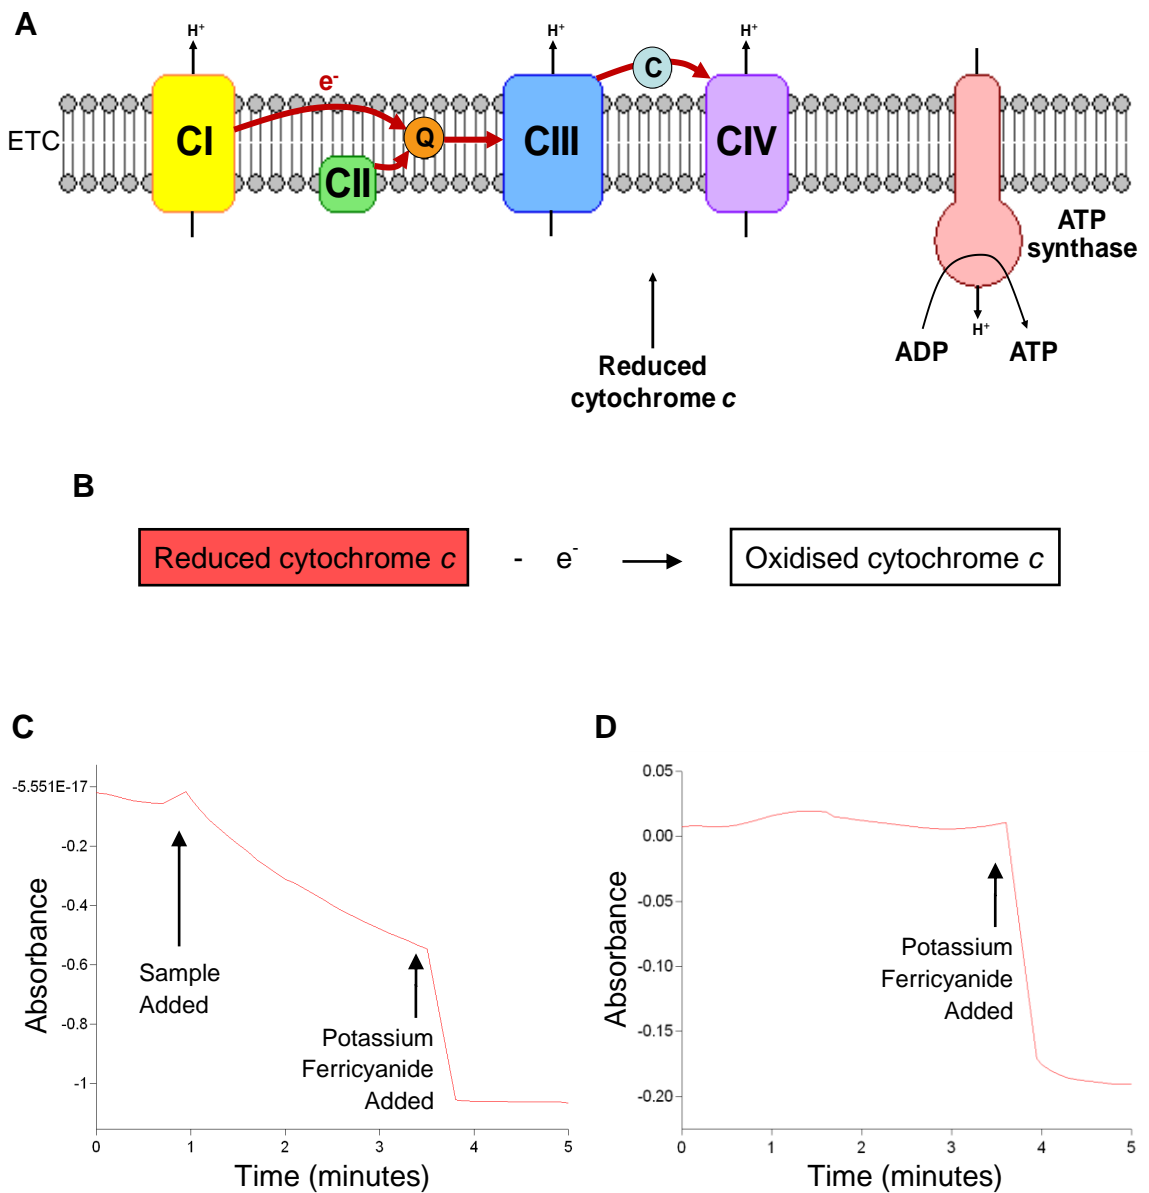 A
H⁺
H⁺
H⁺
e⁻
C
ETC
CI
Q
CIII
CIV
CII
ATP
synthase
Reduced
cytochrome c
ADP
H⁺
ATP
B
Reduced cytochrome c - e⁻ Oxidised cytochrome c
C
Absorbance
-5.551E-17
-0.2
-0.4
-0.6
-0.8
-1
Sample
Added
Potassium
Ferricyanide
Added
0 1 2 3 4 5
Time (minutes)
D
Absorbance
0.05
0.00
-0.05
-0.10
-0.15
-0.20
Potassium
Ferricyanide
Added
0 1 2 3 4 5
Time (minutes)